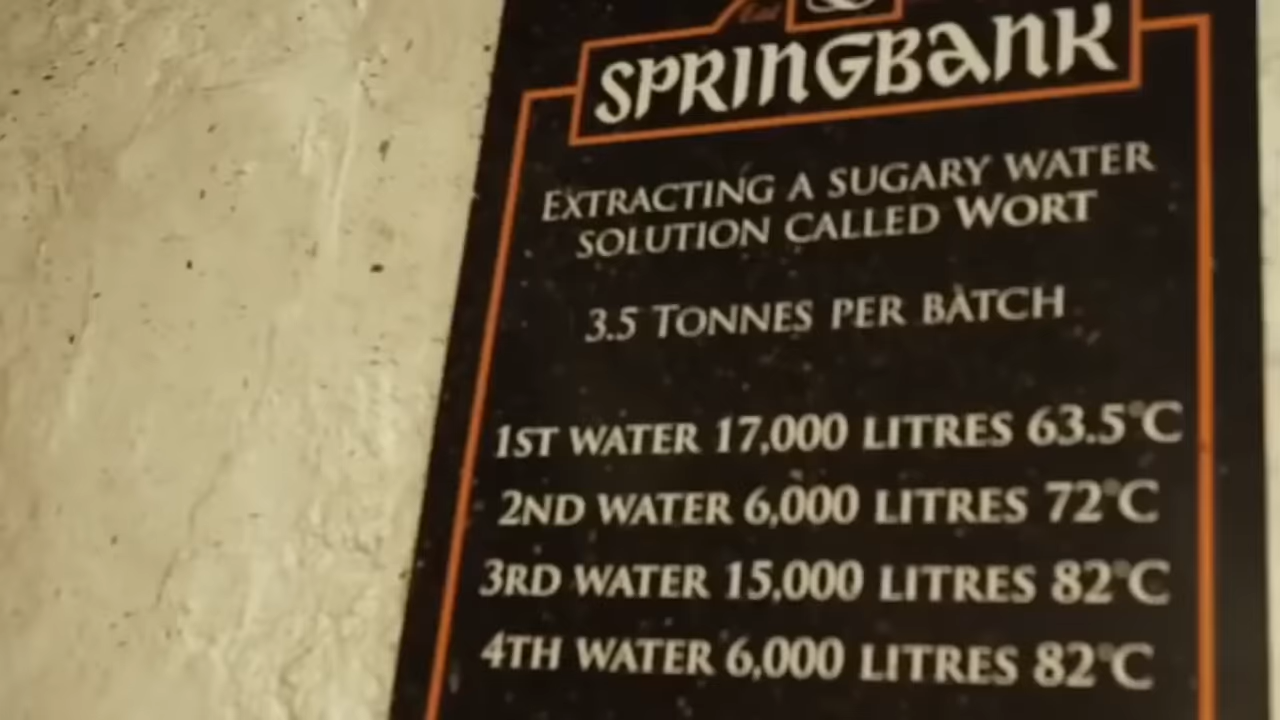 SPRINGBANK
EXTRACTING A SUGARY WATER
SOLUTION CALLED WORT
3.5 TONNES PER BATCH
1ST WATER 17,000 LITRES 63.5°C
2ND WATER 6,000 LITRES 72°C
3RD WATER 15,000 LITRES 82°C
4TH WATER 6,000 LITRES 82°C